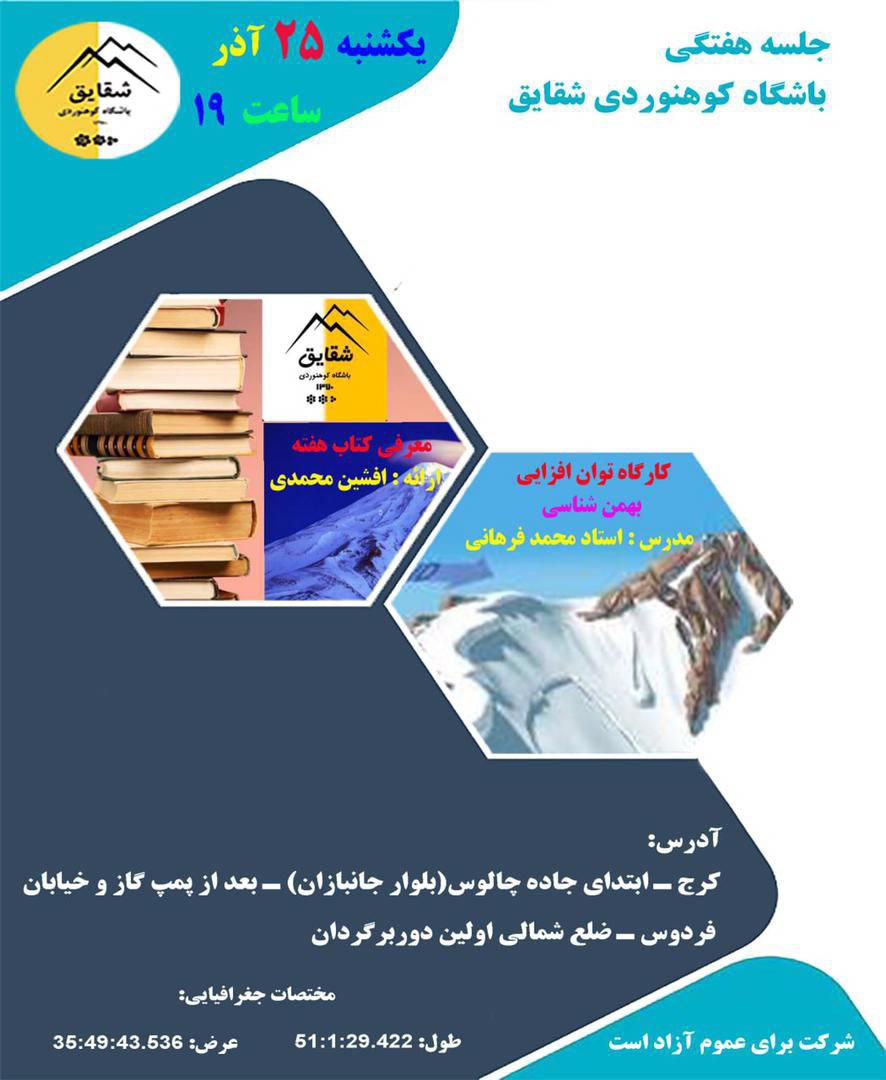 جلسه هفتگی
باشگاه کوهنوردی شقایق
یکشنبه ۲۵ آذر
ساعت ۱۹
شقایق
باشگاه کوهنوردی
شقایق
باشگاه کوهنوردی
۱۳۷۰
معرفی کتاب هفته
ارائه : افشین محمدی
کارگاه توان افزایی
بهمن شناسی
مدرس : استاد محمد فرهانی
آدرس:
کرج ـ ابتدای جاده چالوس(بلوار جانبازان) ـ بعد از پمپ گاز و خیابان
فردوس ـ ضلع شمالی اولین دوربرگردان
مختصات جغرافیایی:
طول: 51:1:29.422 عرض: 35:49:43.536
شرکت برای عموم آزاد است